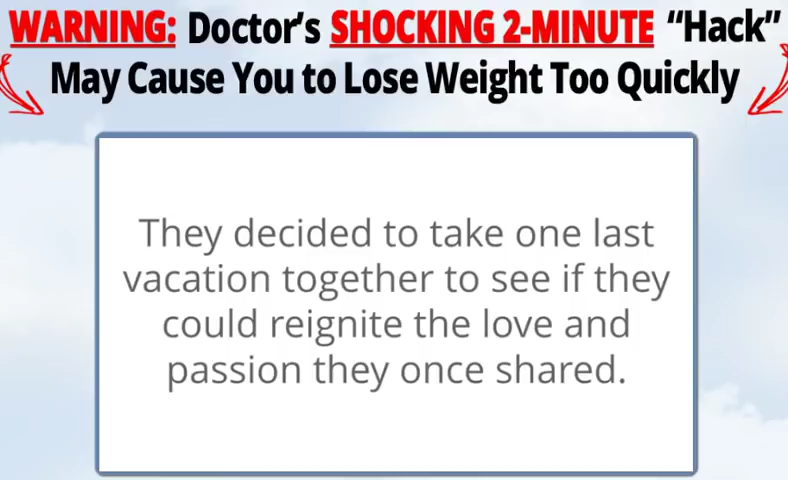 WARNING: Doctor's SHOCKING 2-MINUTE “Hack”
May Cause You to Lose Weight Too Quickly
They decided to take one last
vacation together to see if they
could reignite the love and
passion they once shared.